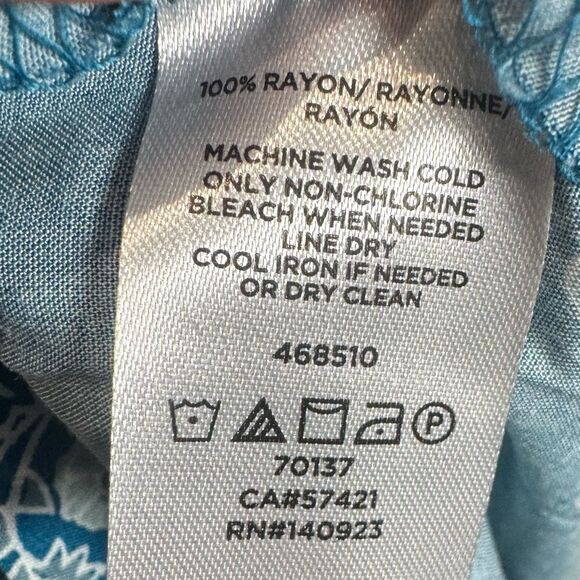 100% RAYON/ RAYONNE/
RAYÓN
MACHINE WASH COLD
ONLY NON-CHLORINE
BLEACH WHEN NEEDED
LINE DRY
COOL IRON IF NEEDED
OR DRY CLEAN
468510
P
70137
CA#57421
RN#140923